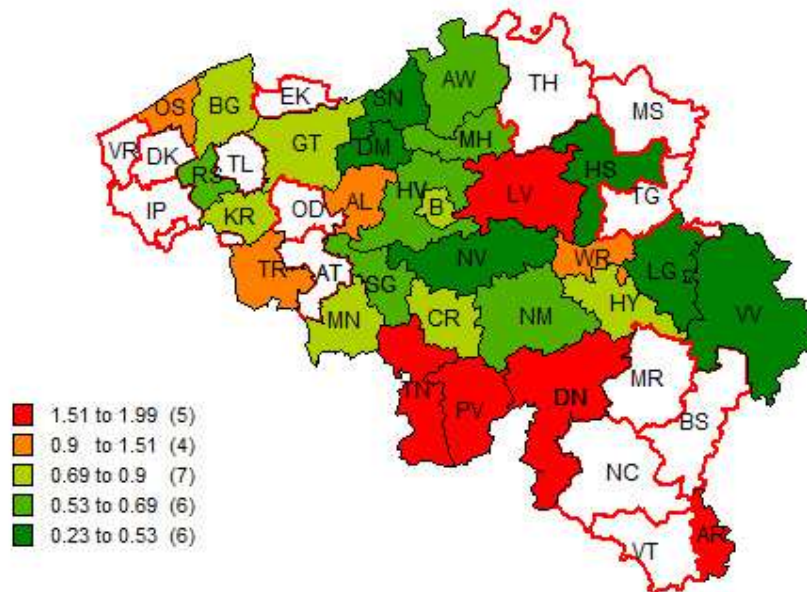 EK
OS
BG
SN
AW
TH
MS
VR
DK
RS
TL
GT
DM
MH
HS
IP
KR
OD
AL
HV
B
LV
TG
TR
AT
SG
NV
WR
LG
VV
MN
CR
NM
HY
TN
PV
DN
MR
BS
NC
VT
AR
1.51 to 1.99 (5)
0.9 to 1.51 (4)
0.69 to 0.9 (7)
0.53 to 0.69 (6)
0.23 to 0.53 (6)